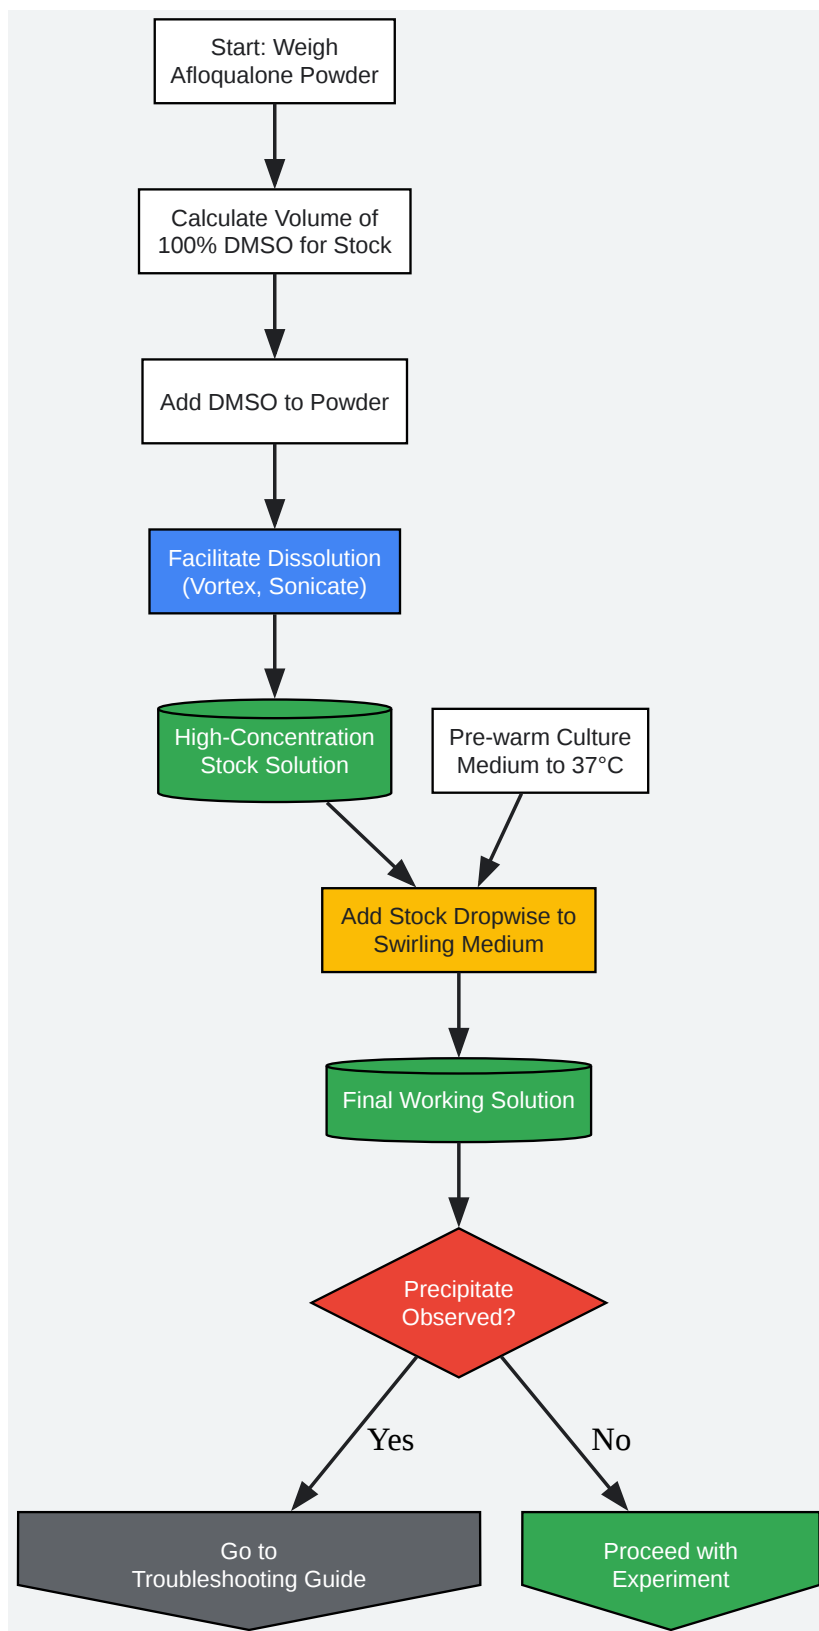 Start: Weigh
Afloqualone Powder
Calculate Volume of
100% DMSO for Stock
Add DMSO to Powder
Facilitate Dissolution
(Vortex, Sonicate)
High-Concentration
Stock Solution
Pre-warm Culture
Medium to 37°C
Add Stock Dropwise to
Swirling Medium
Final Working Solution
Precipitate
Observed?
Yes
No
Go to
Troubleshooting Guide
Proceed with
Experiment